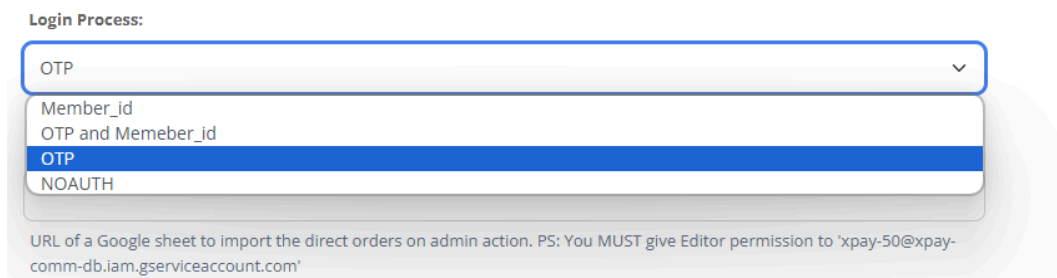 Login Process:
OTP
Member_id
OTP and Memeber_id
OTP
NOAUTH
URL of a Google sheet to import the direct orders on admin action. PS: You MUST give Editor permission to 'xpay-50@xpay-
comm-db.iam.gserviceaccount.com'